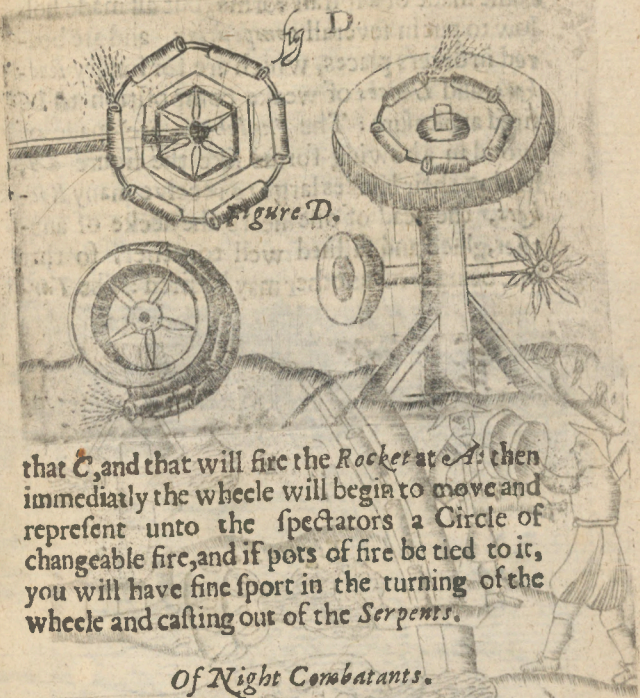 Fig D.
Figure D.
that C, and that will fire the Rocket at A: then
immediatly the wheele will begin to move and
repreſent unto the ſpectators a Circle of
changeable fire, and if pots of fire be tied to it,
you will have fine ſport in the turning of the
wheele and caſting out of the Serpents.
Of Night Combatants.